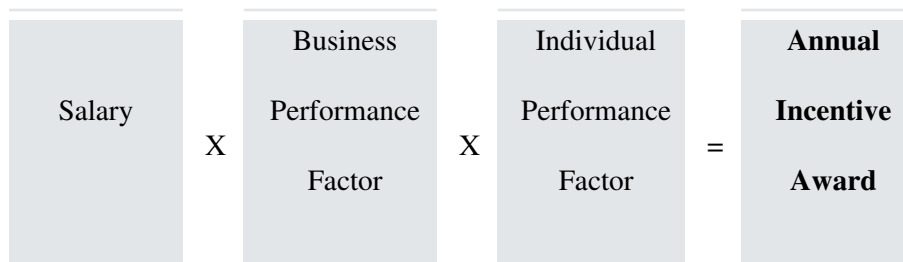 Salary
X
Business
Performance
Factor
X
Individual
Performance
Factor
=
Annual
Incentive
Award